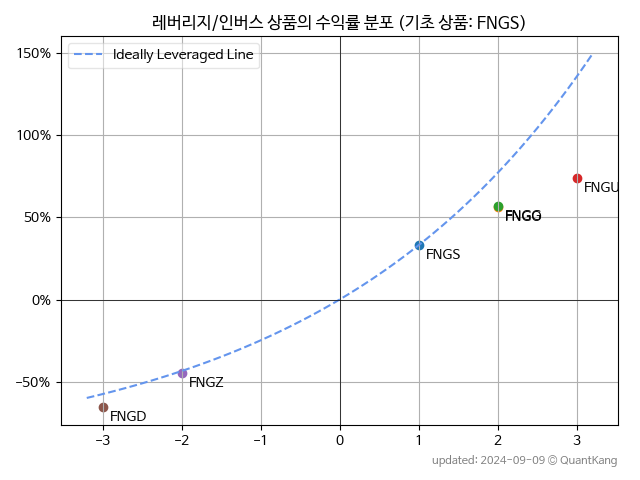 레버리지/인버스 상품의 수익률 분포 (기초 상품: FNGS)
150%
Ideally Leveraged Line
100%
FNGU
50%
FNGS
0%
FNGZ
−50%
FNGD
−3 −2 −1 0 1 2 3
updated: 2024-09-09 © QuantKang